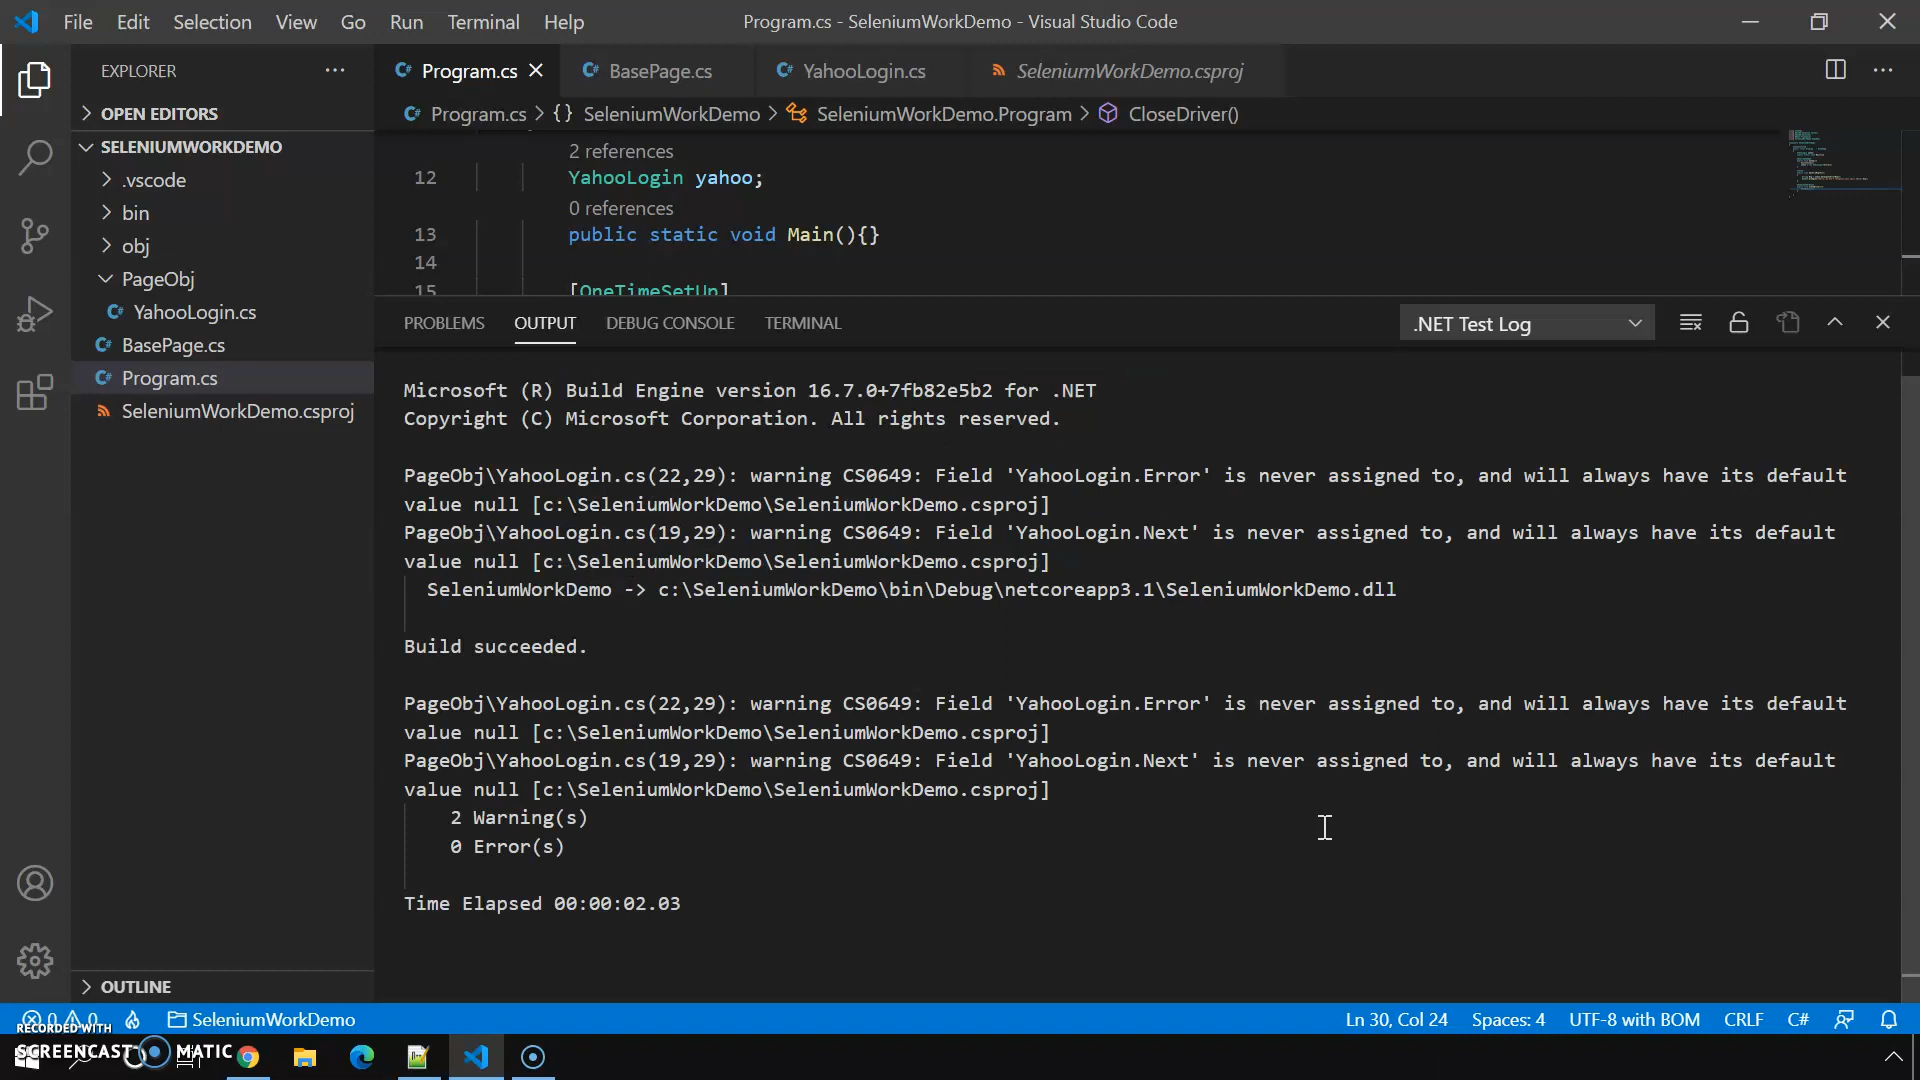 File Edit Selection View Go Run Terminal Help
Program.cs - SeleniumWorkDemo - Visual Studio Code
EXPLORER
OPEN EDITORS
SELENIUMWORKDEMO
.vscode
bin
obj
PageObj
YahooLogin.cs
BasePage.cs
Program.cs
SeleniumWorkDemo.csproj
OUTLINE
Program.cs
BasePage.cs
YahooLogin.cs
SeleniumWorkDemo.csproj
Program.cs > {} SeleniumWorkDemo > SeleniumWorkDemo.Program > CloseDriver()
2 references
12 YahooLogin yahoo;
0 references
13 public static void Main(){}
14
15 [OneTimeSetUp]
PROBLEMS OUTPUT DEBUG CONSOLE TERMINAL
.NET Test Log
Microsoft (R) Build Engine version 16.7.0+7fb82e5b2 for .NET
Copyright (C) Microsoft Corporation. All rights reserved.
PageObj\YahooLogin.cs(22,29): warning CS0649: Field 'YahooLogin.Error' is never assigned to, and will always have its default
value null [c:\SeleniumWorkDemo\SeleniumWorkDemo.csproj]
PageObj\YahooLogin.cs(19,29): warning CS0649: Field 'YahooLogin.Next' is never assigned to, and will always have its default
value null [c:\SeleniumWorkDemo\SeleniumWorkDemo.csproj]
SeleniumWorkDemo -> c:\SeleniumWorkDemo\bin\Debug\netcoreapp3.1\SeleniumWorkDemo.dll
Build succeeded.
PageObj\YahooLogin.cs(22,29): warning CS0649: Field 'YahooLogin.Error' is never assigned to, and will always have its default
value null [c:\SeleniumWorkDemo\SeleniumWorkDemo.csproj]
PageObj\YahooLogin.cs(19,29): warning CS0649: Field 'YahooLogin.Next' is never assigned to, and will always have its default
value null [c:\SeleniumWorkDemo\SeleniumWorkDemo.csproj]
2 Warning(s)
0 Error(s)
Time Elapsed 00:00:02.03
0 0 SeleniumWorkDemo
Ln 30, Col 24 Spaces: 4 UTF-8 with BOM CRLF C#
RECORDED WITH
SCREENCAST MATIC